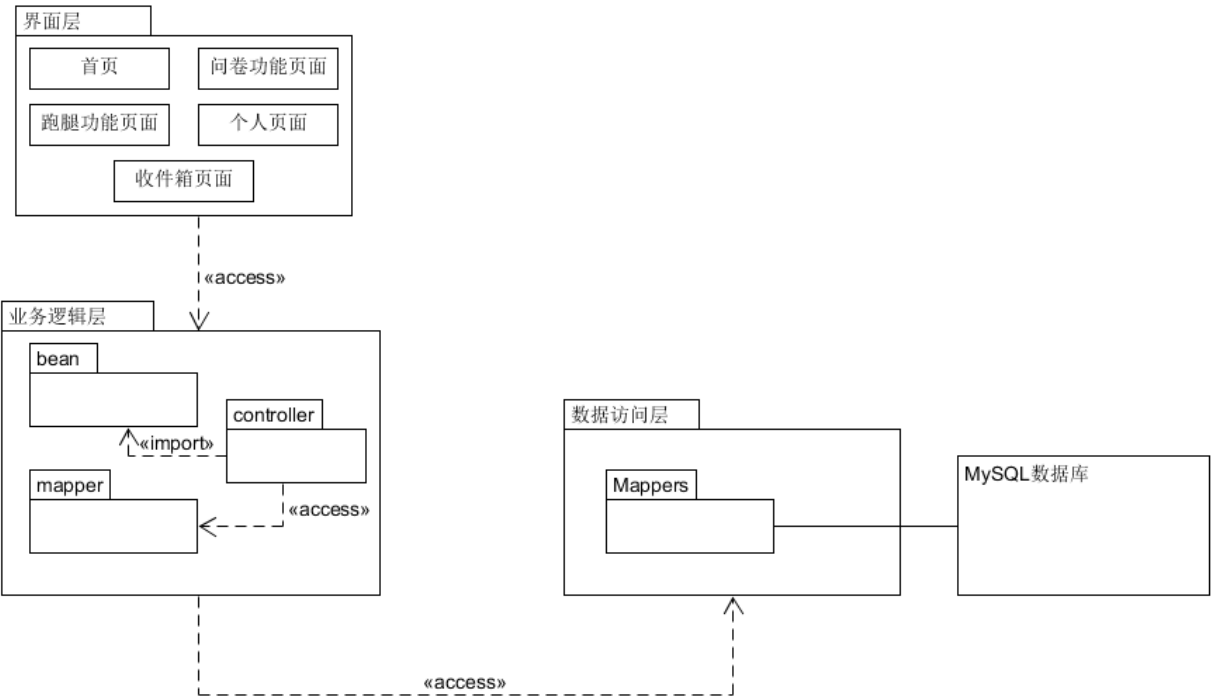 界面层
首页
问卷功能页面
跑腿功能页面
个人页面
收件箱页面
«access»
业务逻辑层
bean
controller
«import»
mapper
«access»
数据访问层
Mappers
MySQL数据库
«access»